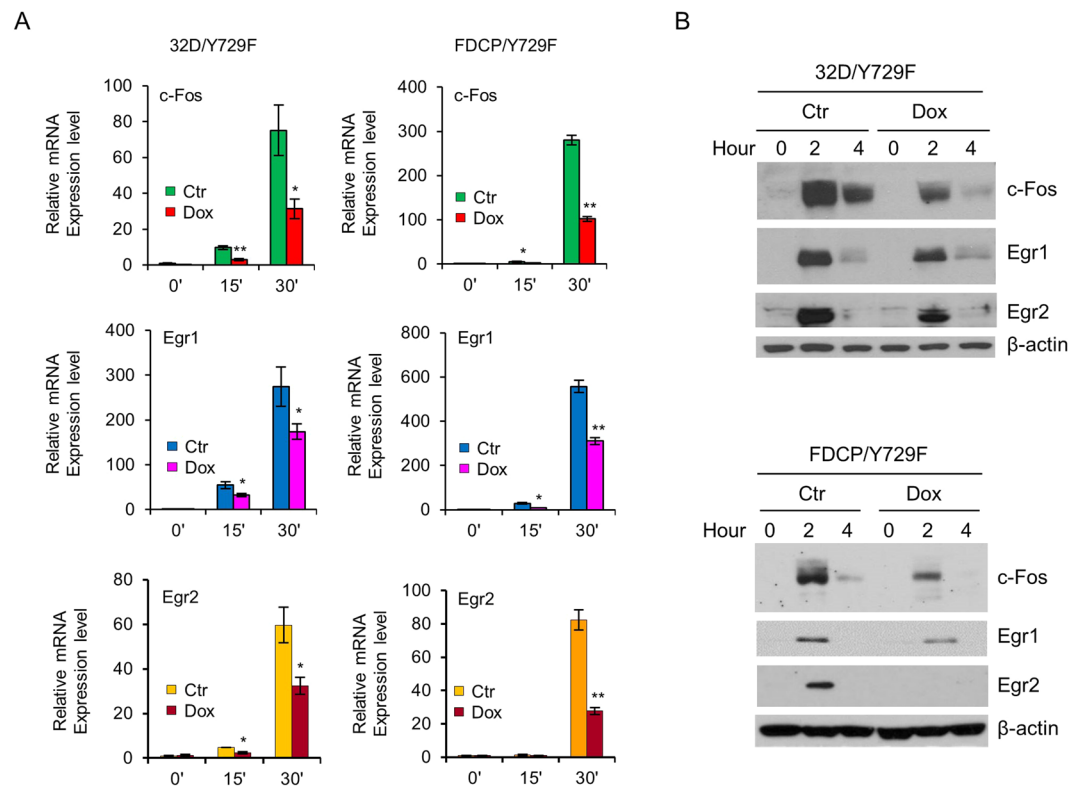 A
32D/Y729F
FDCP/Y729F
Relative mRNA
Expression level
100
80
60
40
20
0
c-Fos
Ctr
Dox
*
**
0' 15' 30'
Relative mRNA
Expression level
400
300
200
100
0
c-Fos
Ctr
Dox
*
**
0' 15' 30'
Relative mRNA
Expression level
400
300
200
100
0
Egr1
Ctr
Dox
*
*
0' 15' 30'
Relative mRNA
Expression level
800
600
400
200
0
Egr1
Ctr
Dox
*
**
0' 15' 30'
Relative mRNA
Expression level
80
60
40
20
0
Egr2
Ctr
Dox
*
*
0' 15' 30'
Relative mRNA
Expression level
100
80
60
40
20
0
Egr2
Ctr
Dox
**
0' 15' 30'
B
32D/Y729F
Ctr Dox
Hour 0 2 4 0 2 4
c-Fos
Egr1
Egr2
β-actin
FDCP/Y729F
Ctr Dox
Hour 0 2 4 0 2 4
c-Fos
Egr1
Egr2
β-actin